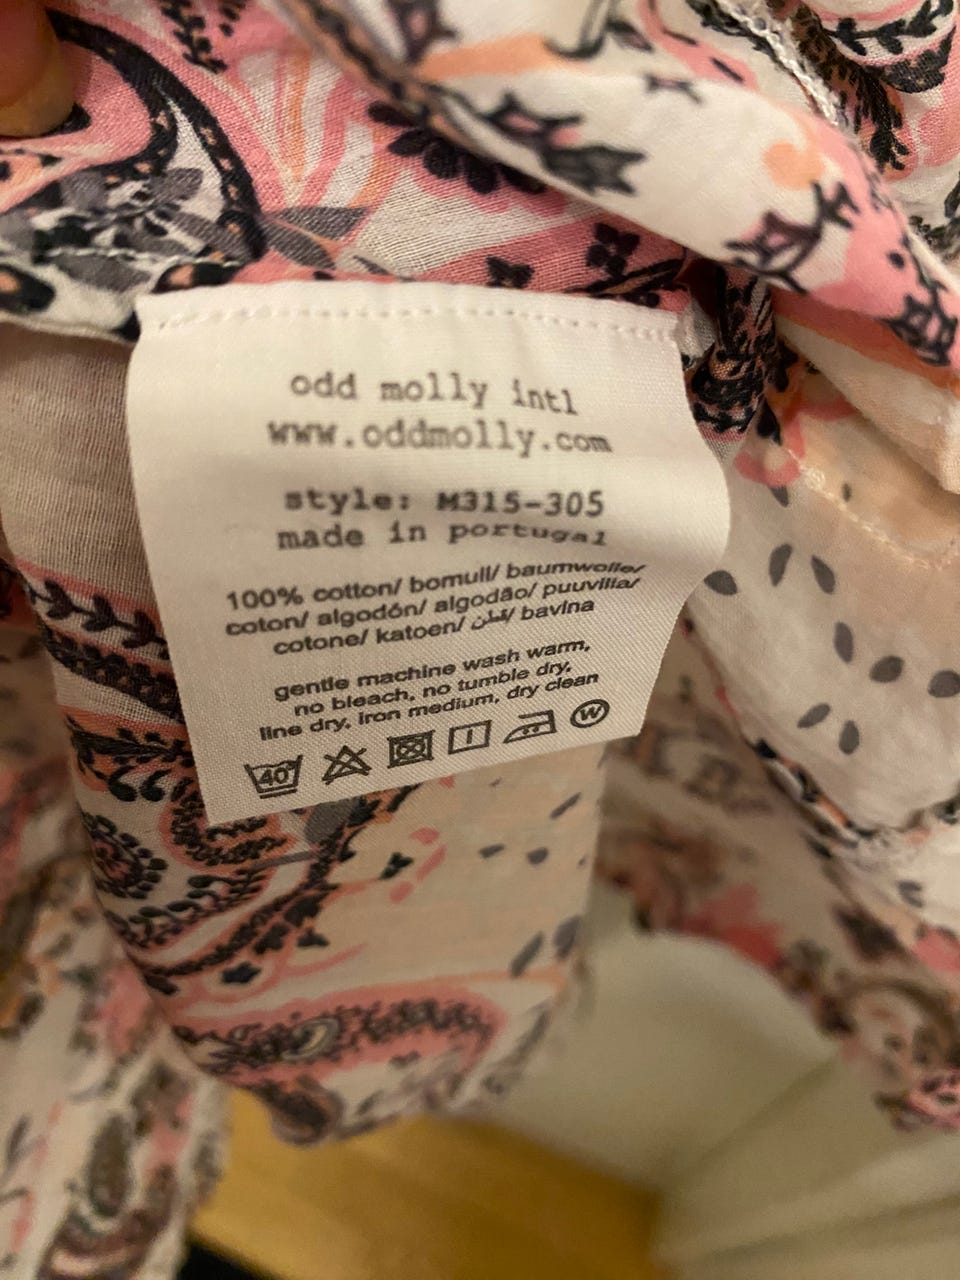 odd molly intl
www.oddmolly.com
style: M315-305
made in portugal
100% cotton/ bomull/ baumwolle/
coton/ algodón/ algodão/ puuvilla/
cotone/ katoen/ قطن/ bavlna
gentle machine wash warm,
no bleach, no tumble dry,
line dry, iron medium, dry clean
40 W